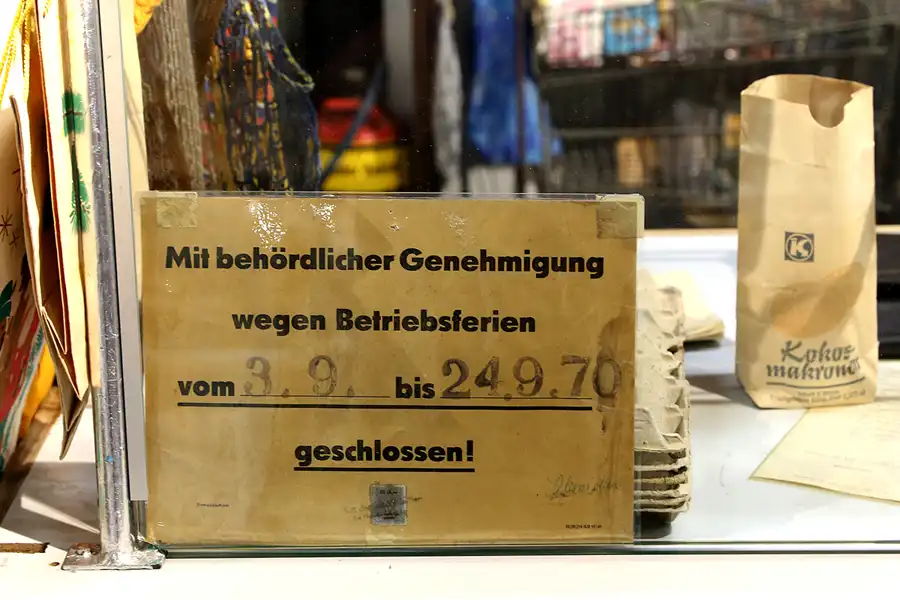 Mit behördlicher Genehmigung
wegen Betriebsferien
vom 3.9. bis 24.9.70
geschlossen!
K
Kokos
makronen